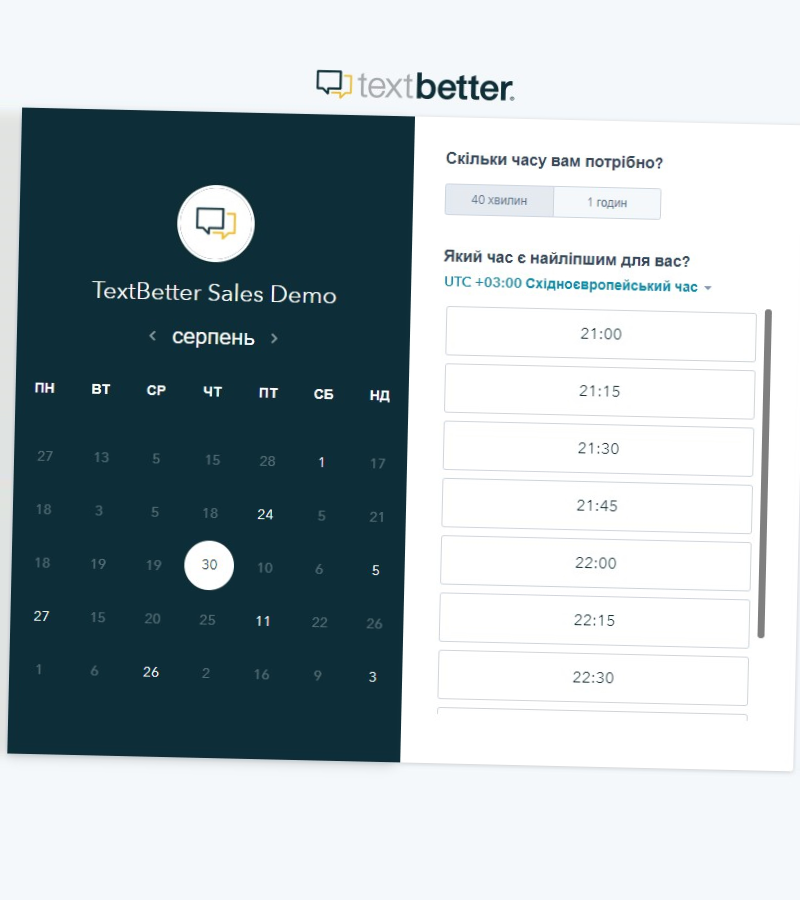 textbetter.
TextBetter Sales Demo
серпень
ПН ВТ СР ЧТ ПТ СБ НД
27 13 5 15 28 1 17
18 3 5 18 24 5 21
18 19 19 30 10 6 5
27 15 20 25 11 22 26
1 6 26 2 16 9 3
Скільки часу вам потрібно?
40 хвилин 1 годин
Який час є найліпшим для вас?
UTC +03:00 Східноєвропейський час
21:00
21:15
21:30
21:45
22:00
22:15
22:30